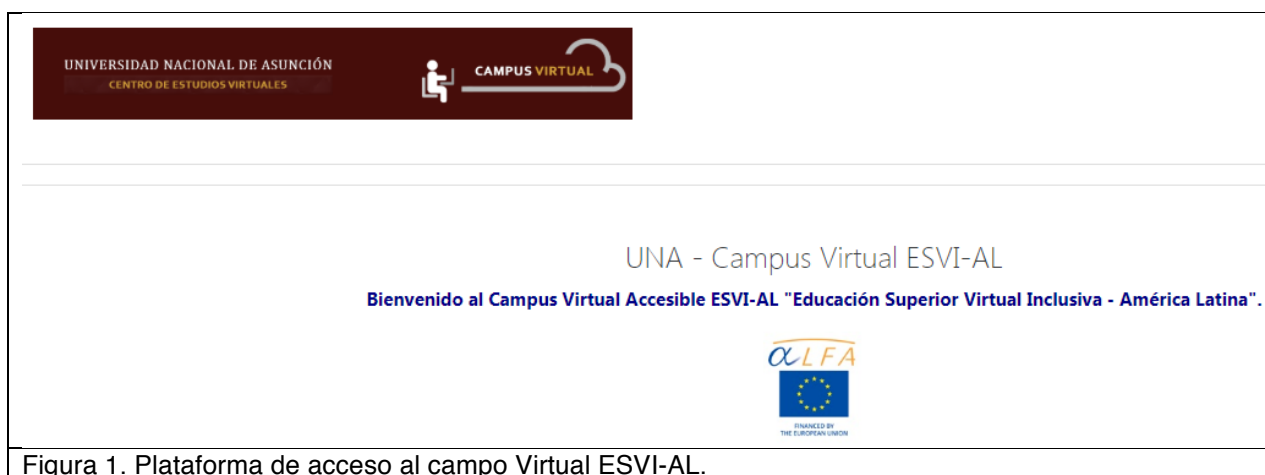 UNIVERSIDAD NACIONAL DE ASUNCIÓN
CENTRO DE ESTUDIOS VIRTUALES
CAMPUS VIRTUAL
UNA - Campus Virtual ESVI-AL
Bienvenido al Campus Virtual Accesible ESVI-AL "Educación Superior Virtual Inclusiva - América Latina".
αLFA
FINANCED BY
THE EUROPEAN UNION
Figura 1. Plataforma de acceso al campo Virtual ESVI-AL.